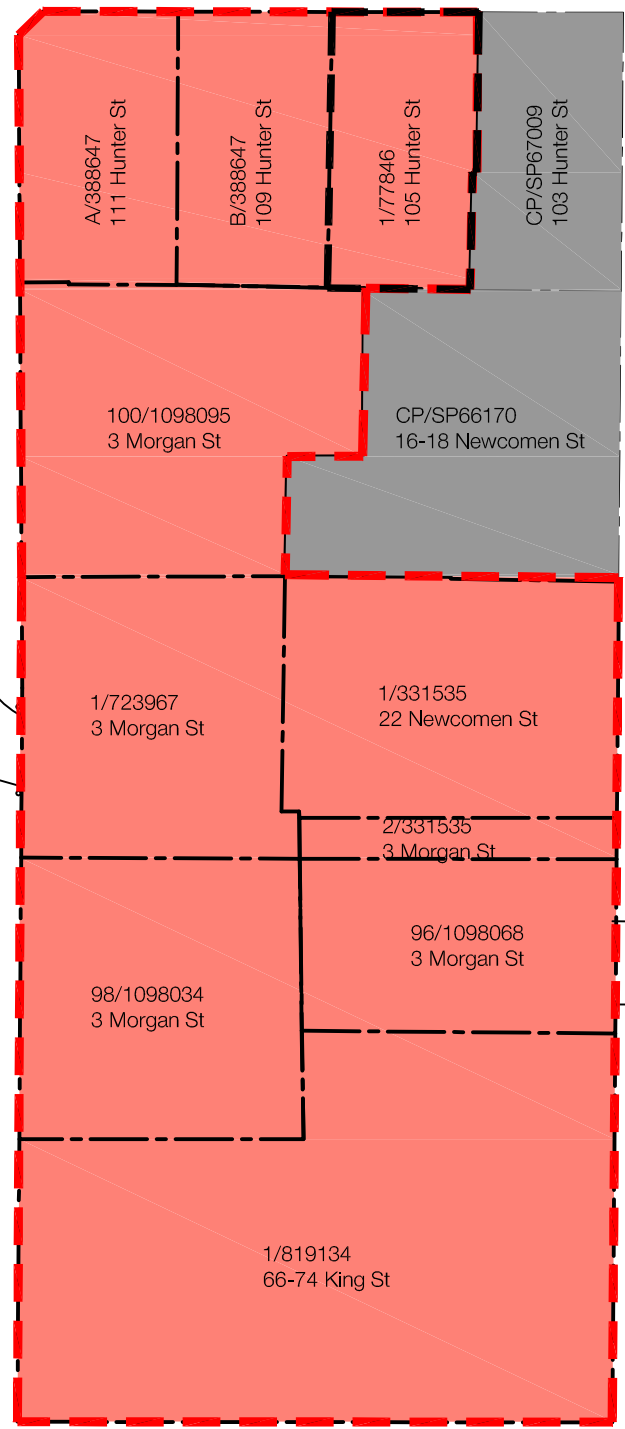 A/388647
111 Hunter St
B/388647
109 Hunter St
1/77846
105 Hunter St
CP/SP67009
103 Hunter St
100/1098095
3 Morgan St
CP/SP66170
16-18 Newcomen St
1/723967
3 Morgan St
1/331535
22 Newcomen St
2/331535
3 Morgan St
96/1098068
3 Morgan St
98/1098034
3 Morgan St
1/819134
66-74 King St